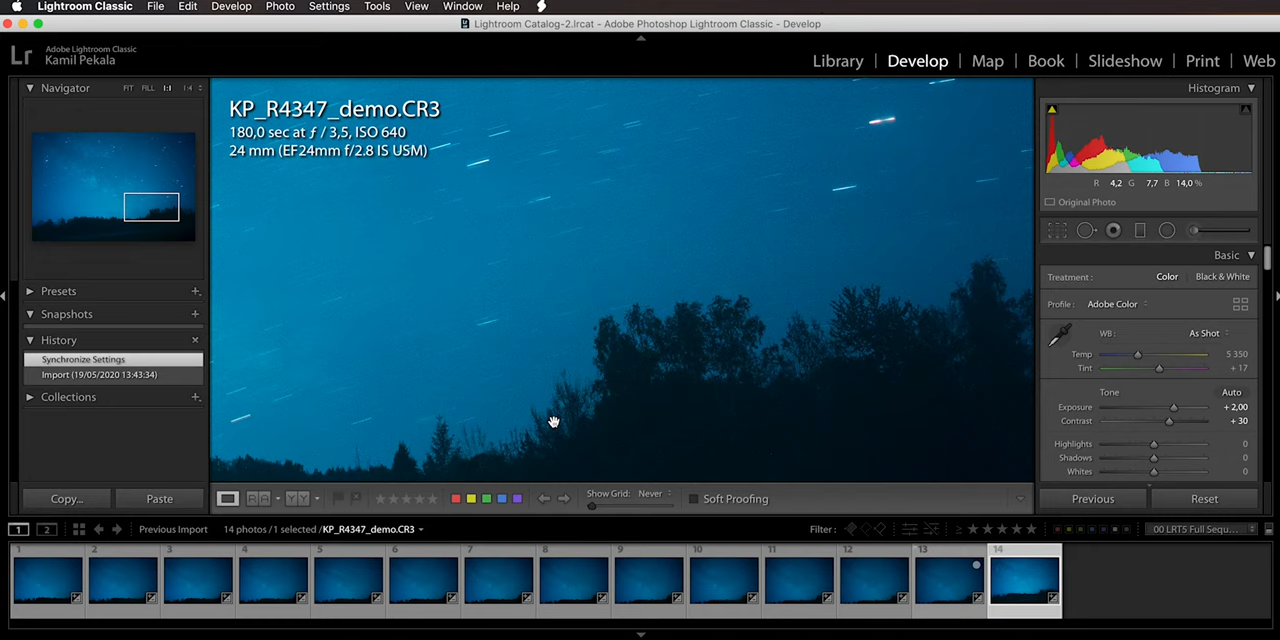 Lightroom Classic File Edit Develop Photo Settings Tools View Window Help
Lightroom Catalog-2.lrcat - Adobe Photoshop Lightroom Classic - Develop
Lr
Adobe Lightroom Classic
Kamil Pekala
Library | Develop | Map | Book | Slideshow | Print | Web
Navigator FIT FILL 1:1 1:4
KP_R4347_demo.CR3
180,0 sec at ƒ / 3,5, ISO 640
24 mm (EF24mm f/2.8 IS USM)
Histogram
R 4,2 G 7,7 B 14,0 %
Original Photo
Basic
Treatment : Color Black & White
Profile : Adobe Color
WB : As Shot
Temp 5 350
Tint + 17
Tone Auto
Exposure + 2,00
Contrast + 30
Highlights 0
Shadows 0
Whites 0
Presets
Snapshots
History
Synchronize Settings
Import (19/05/2020 13:43:34)
Collections
Copy... Paste
R A Y Y
Show Grid: Never
Soft Proofing
Previous Reset
1 2 Previous Import 14 photos / 1 selected / KP_R4347_demo.CR3
Filter : 00 LRT5 Full Sequ...
1 2 3 4 5 6 7 8 9 10 11 12 13 14